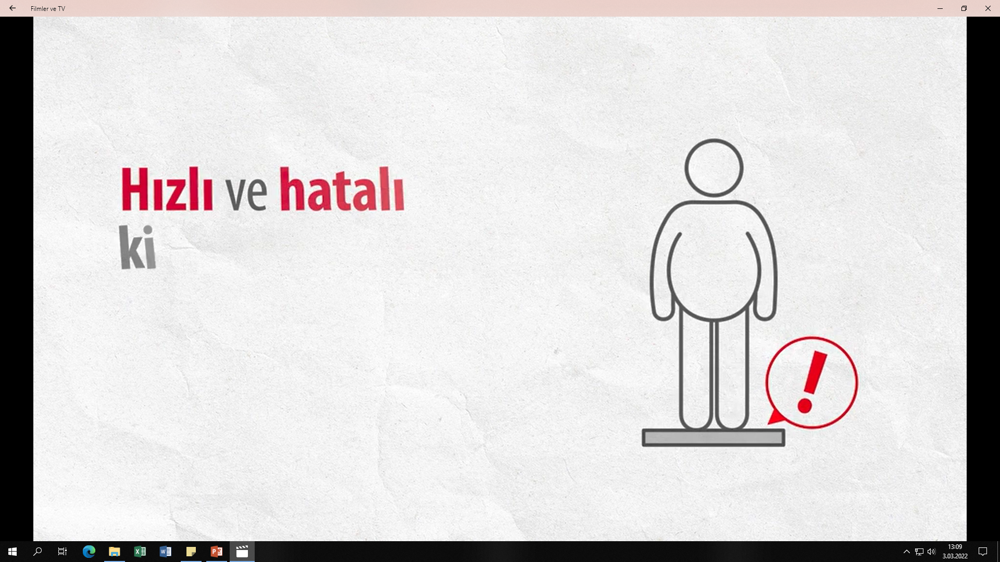 Filmler ve TV
Hızlı ve hatalı
ki
!
13:09
3.03.2022